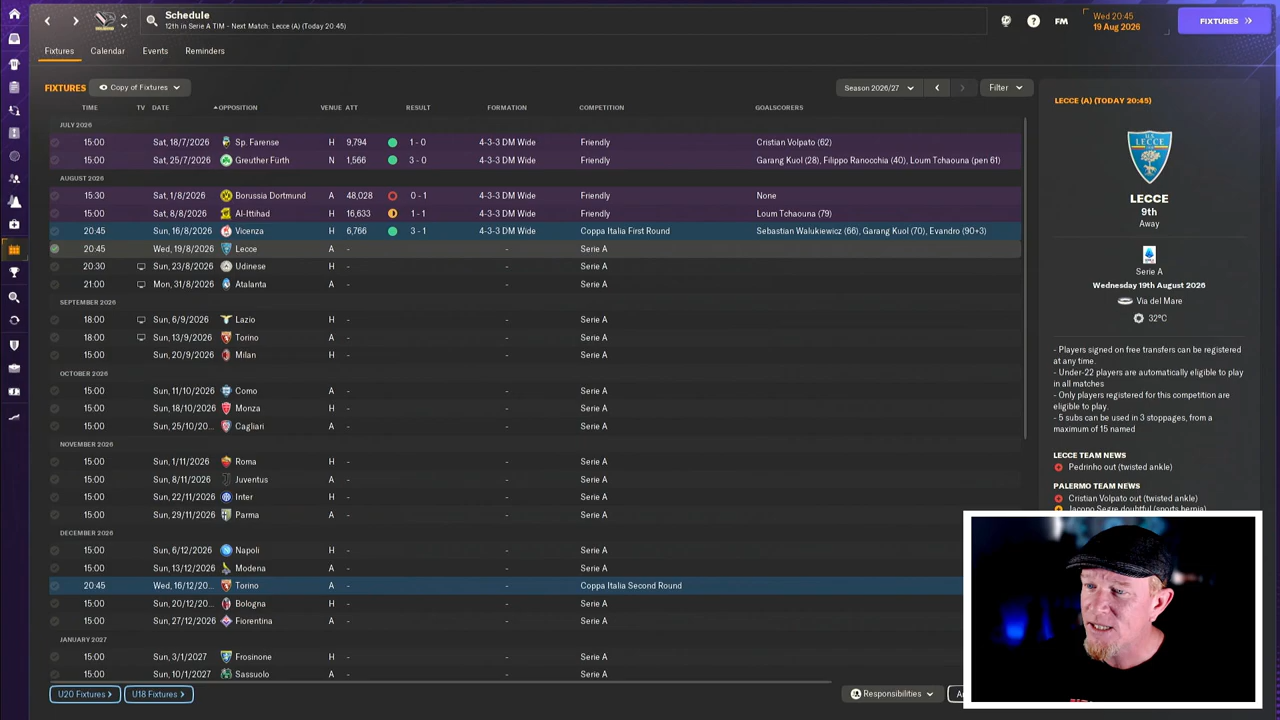 Schedule
12th in Serie A TIM - Next Match: Lecce (A) (Today 20:45)
FM
Wed 20:45
19 Aug 2026
FIXTURES
Fixtures
Calendar
Events
Reminders
FIXTURES
Copy of Fixtures
Season 2026/27
Filter
TIME TV DATE OPPOSITION VENUE ATT RESULT FORMATION COMPETITION GOALSCORERS
JULY 2026
15:00 Sat, 18/7/2026 Sp. Farense H 9,794 1 - 0 4-3-3 DM Wide Friendly Cristian Volpato (62)
15:00 Sat, 25/7/2026 Greuther Fürth N 1,566 3 - 0 4-3-3 DM Wide Friendly Garang Kuol (28), Filippo Ranocchia (40), Loum Tchaouna (pen 61)
AUGUST 2026
15:30 Sat, 1/8/2026 Borussia Dortmund A 48,028 0 - 1 4-3-3 DM Wide Friendly None
15:00 Sat, 8/8/2026 Al-Ittihad H 16,633 1 - 1 4-3-3 DM Wide Friendly Loum Tchaouna (79)
20:45 Sun, 16/8/2026 Vicenza H 6,766 3 - 1 4-3-3 DM Wide Coppa Italia First Round Sebastian Walukiewicz (66), Garang Kuol (70), Evandro (90+3)
20:45 Wed, 19/8/2026 Lecce A - - Serie A
20:30 Sun, 23/8/2026 Udinese H - - Serie A
21:00 Mon, 31/8/2026 Atalanta A - - Serie A
SEPTEMBER 2026
18:00 Sun, 6/9/2026 Lazio H - - Serie A
18:00 Sun, 13/9/2026 Torino A - - Serie A
15:00 Sun, 20/9/2026 Milan H - - Serie A
OCTOBER 2026
15:00 Sun, 11/10/2026 Como A - - Serie A
15:00 Sun, 18/10/2026 Monza H - - Serie A
15:00 Sun, 25/10/20... Cagliari A - - Serie A
NOVEMBER 2026
15:00 Sun, 1/11/2026 Roma H - - Serie A
15:00 Sun, 8/11/2026 Juventus A - - Serie A
15:00 Sun, 22/11/2026 Inter H - - Serie A
15:00 Sun, 29/11/2026 Parma A - - Serie A
DECEMBER 2026
15:00 Sun, 6/12/2026 Napoli H - - Serie A
15:00 Sun, 13/12/2026 Modena A - - Serie A
20:45 Wed, 16/12/20... Torino A - - Coppa Italia Second Round
15:00 Sun, 20/12/20... Bologna H - - Serie A
15:00 Sun, 27/12/2026 Fiorentina A - - Serie A
JANUARY 2027
15:00 Sun, 3/1/2027 Frosinone H - - Serie A
15:00 Sun, 10/1/2027 Sassuolo A - - Serie A
U20 Fixtures
U18 Fixtures
Responsibilities
LECCE (A) (TODAY 20:45)
LECCE
9th
Away
Serie A
Wednesday 19th August 2026
Via del Mare
32°C
- Players signed on free transfers can be registered
at any time.
- Under-22 players are automatically eligible to play
in all matches
- Only players registered for this competition are
eligible to play.
- 5 subs can be used in 3 stoppages, from a
maximum of 15 named
LECCE TEAM NEWS
Pedrinho out (twisted ankle)
PALERMO TEAM NEWS
Cristian Volpato out (twisted ankle)
Jacopo Segre doubtful (sports hernia)